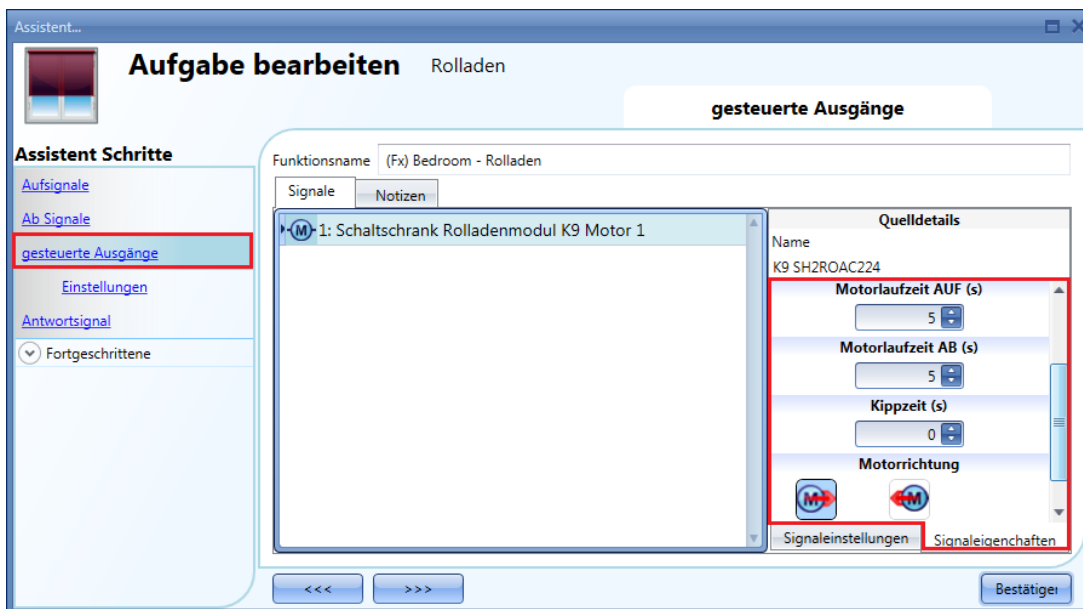 Assistent...
Aufgabe bearbeiten Rolladen
gesteuerte Ausgänge
Assistent Schritte
Aufsignale
Ab Signale
gesteuerte Ausgänge
Einstellungen
Antwortsignal
Fortgeschrittene
Funktionsname (Fx) Bedroom - Rolladen
Signale Notizen
M 1: Schaltschrank Rolladenmodul K9 Motor 1
Quelldetails
Name
K9 SH2ROAC224
Motorlaufzeit AUF (s)
5
Motorlaufzeit AB (s)
5
Kippzeit (s)
0
Motorrichtung
M M
Signaleinstellungen Signaleigenchaften
<<< >>> Bestätiger